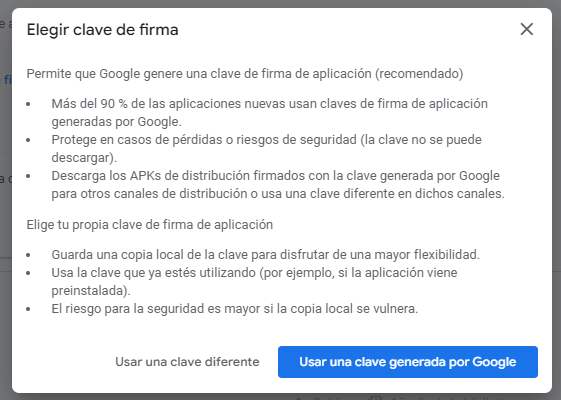 Elegir clave de firma
Permite que Google genere una clave de firma de aplicación (recomendado)
• Más del 90 % de las aplicaciones nuevas usan claves de firma de aplicación
generadas por Google.
• Protege en casos de pérdidas o riesgos de seguridad (la clave no se puede
descargar).
• Descarga los APKs de distribución firmados con la clave generada por Google
para otros canales de distribución o usa una clave diferente en dichos canales.
Elige tu propia clave de firma de aplicación
• Guarda una copia local de la clave para disfrutar de una mayor flexibilidad.
• Usa la clave que ya estés utilizando (por ejemplo, si la aplicación viene
preinstalada).
• El riesgo para la seguridad es mayor si la copia local se vulnera.
Usar una clave diferente
Usar una clave generada por Google